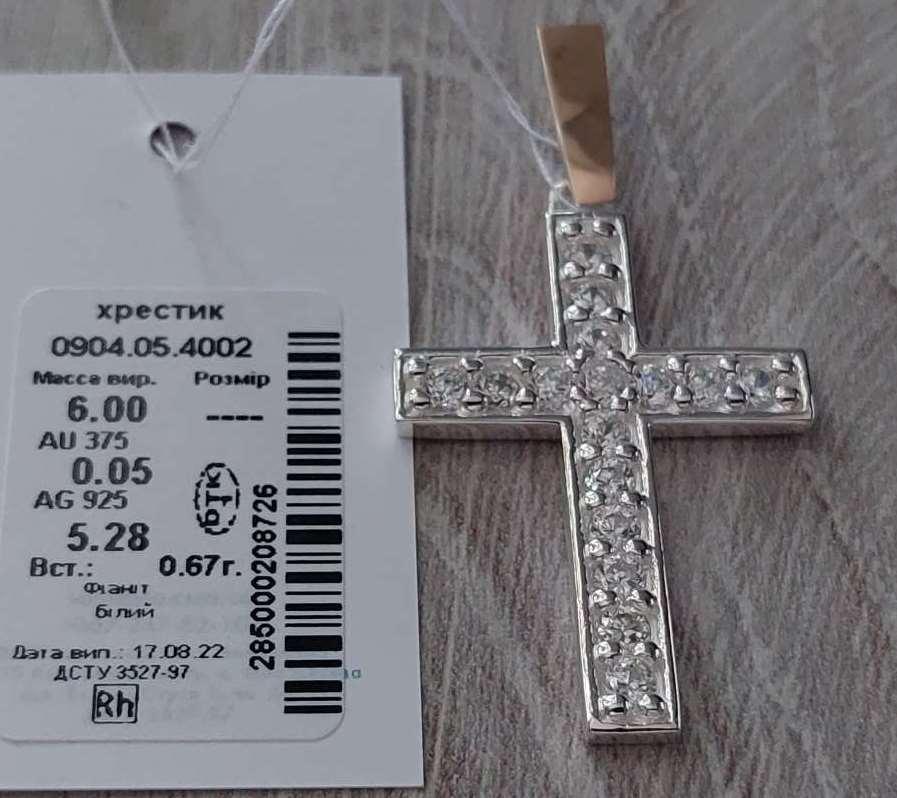 хрестик
0904.05.4002
Масса вир. Розмір
6.00 ----
AU 375
0.05
AG 925
5.28
Вст.: 0.67г.
Фіаніт
білий
Дата вип.: 17.08.22
ДСТУ 3527-97
Rh
ВТК
285000208726